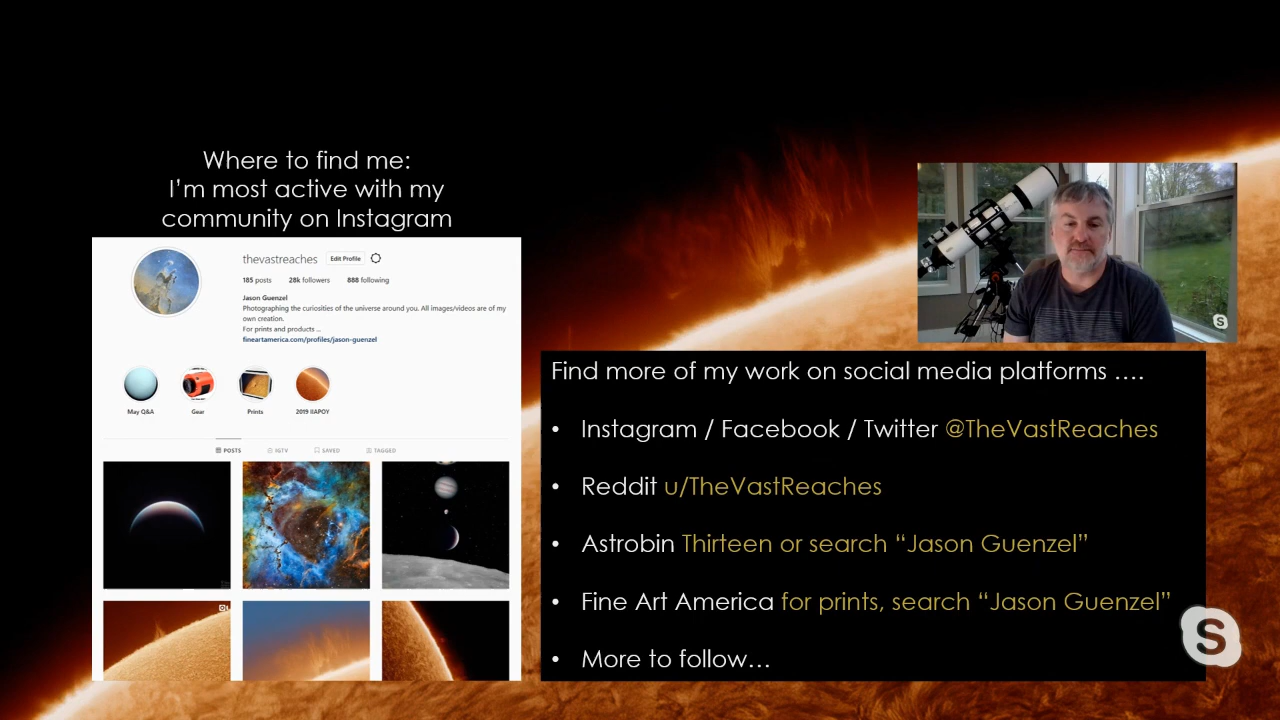 Where to find me:
I'm most active with my
community on Instagram
thevastreaches Edit Profile
185 posts 28k followers 888 following
Jason Guenzel
Photographing the curiosities of the universe around you. All images/videos are of my
own creation.
For prints and products ...
fineartamerica.com/profiles/jason-guenzel
May Q&A Gear Prints 2019 IIAPOY
POSTS IGTV SAVED TAGGED
Find more of my work on social media platforms ....
• Instagram / Facebook / Twitter @TheVastReaches
• Reddit u/TheVastReaches
• Astrobin Thirteen or search “Jason Guenzel”
• Fine Art America for prints, search “Jason Guenzel”
• More to follow…
S
S